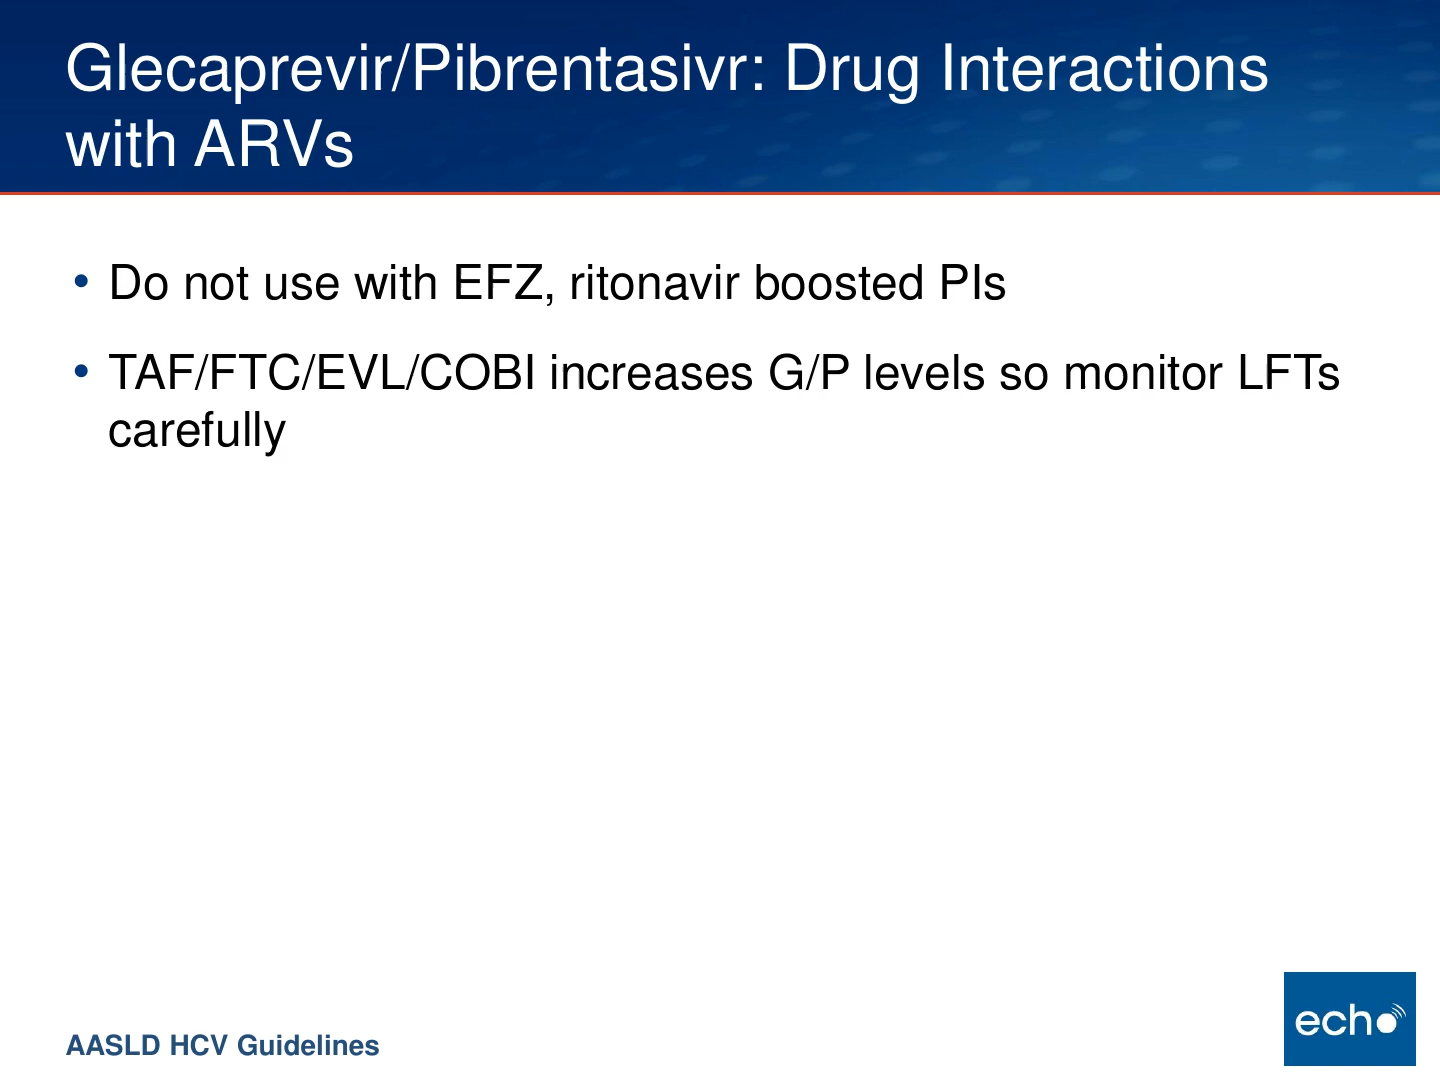 Glecaprevir/Pibrentasivr: Drug Interactions
with ARVs
• Do not use with EFZ, ritonavir boosted PIs
• TAF/FTC/EVL/COBI increases G/P levels so monitor LFTs
carefully
AASLD HCV Guidelines
echo